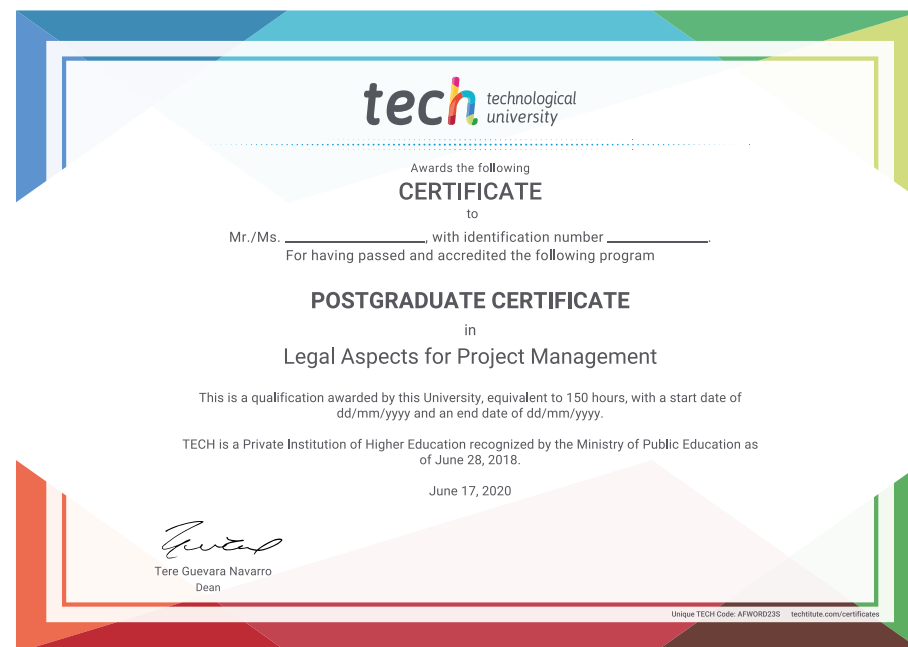 tech technological
university
Awards the following
CERTIFICATE
to
Mr./Ms. ____________________, with identification number ______________.
For having passed and accredited the following program
POSTGRADUATE CERTIFICATE
in
Legal Aspects for Project Management
This is a qualification awarded by this University, equivalent to 150 hours, with a start date of
dd/mm/yyyy and an end date of dd/mm/yyyy.
TECH is a Private Institution of Higher Education recognized by the Ministry of Public Education as
of June 28, 2018.
June 17, 2020
Tere Guevara Navarro
Dean
Unique TECH Code: AFWORD23S techtitute.com/certificates